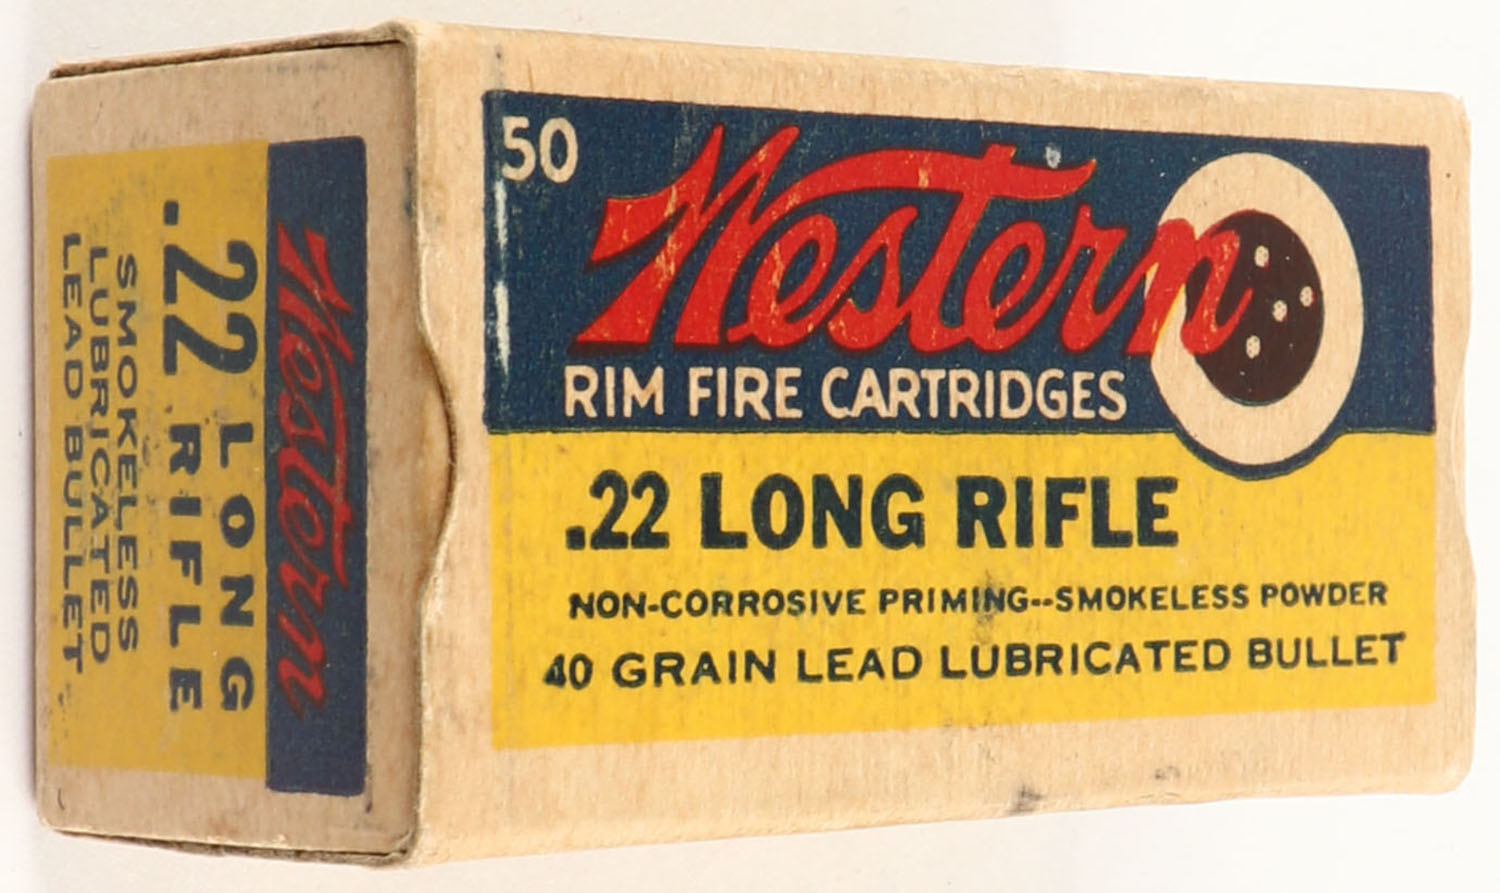 50
Western
RIM FIRE CARTRIDGES
.22 LONG RIFLE
NON-CORROSIVE PRIMING--SMOKELESS POWDER
40 GRAIN LEAD LUBRICATED BULLET
Western
22 LONG
.22 RIFLE
SMOKELESS
LUBRICATED
LEAD BULLET